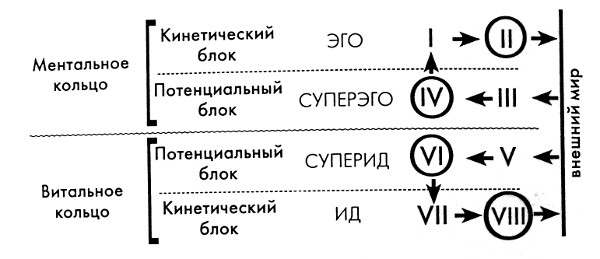 Ментальное кольцо
Кинетический блок
ЭГО
I
II
Потенциальный блок
СУПЕРЭГО
IV
III
Витальное кольцо
Потенциальный блок
СУПЕРИД
VI
V
Кинетический блок
ИД
VII
VIII
внешний мир